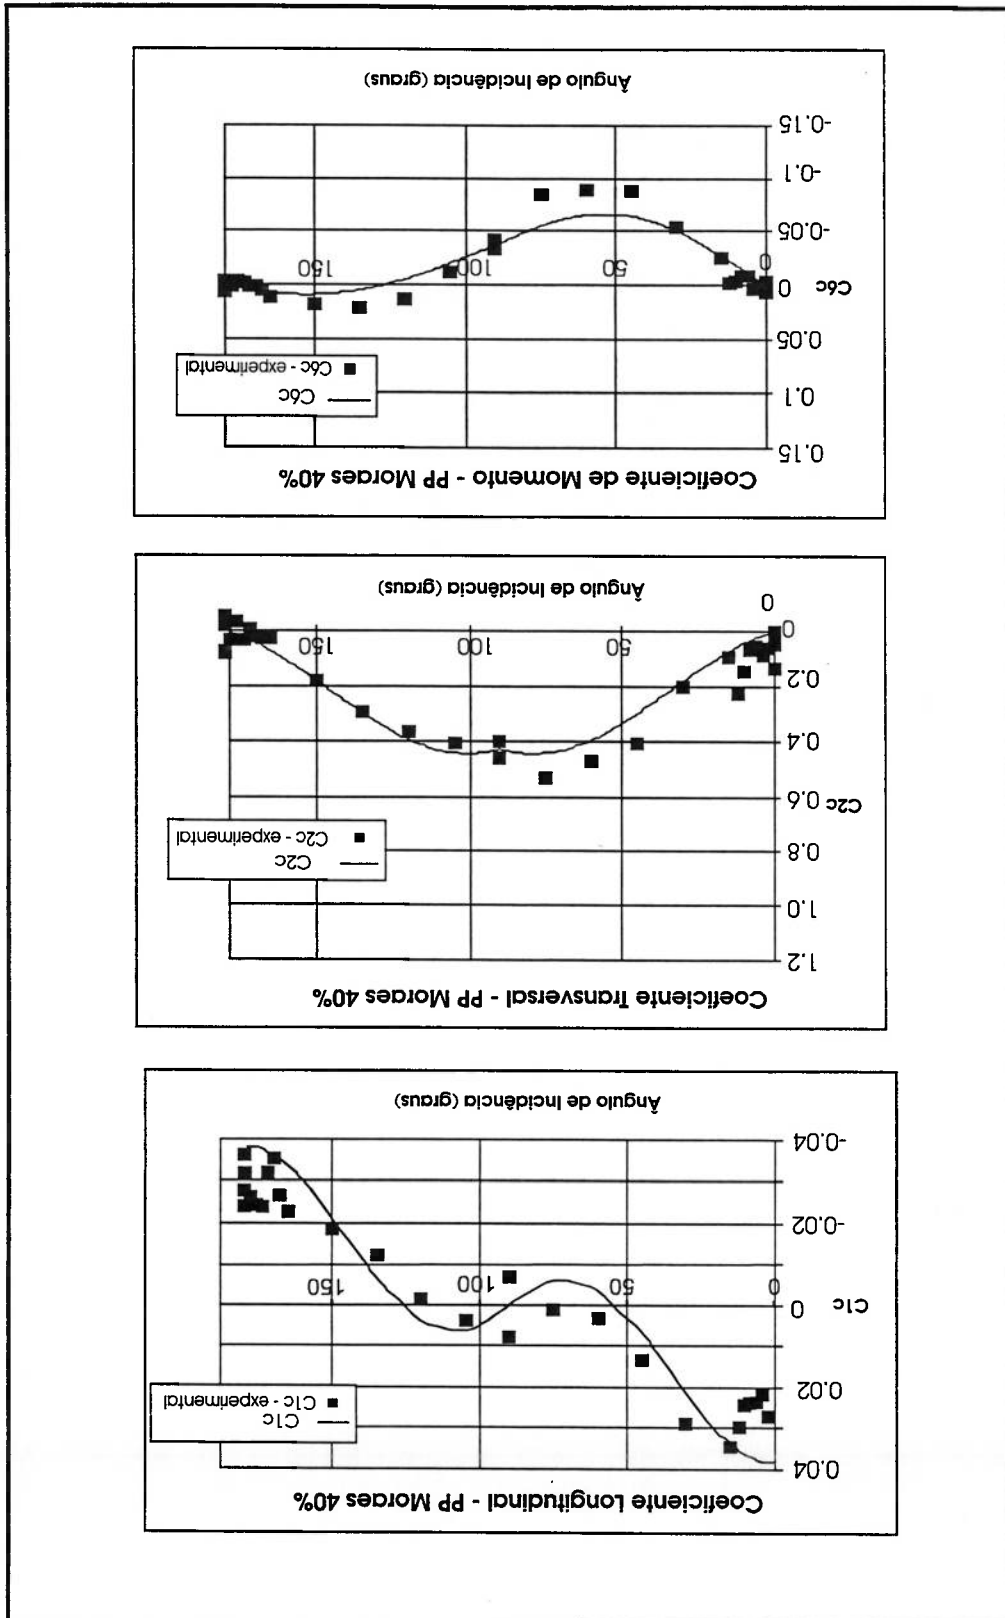 Coeficiente Longitudinal - PP Moraes 40%
0.04
C1c
C1c - experimental
0.02
C1c
0
0
50
100
150
-0.02
-0.04
Ângulo de Incidência (graus)
Coeficiente Transversal - PP Moraes 40%
1.2
1.0
C2c
C2c - experimental
0.8
C2c
0.6
0.4
0.2
0
0
50
100
150
Ângulo de Incidência (graus)
Coeficiente de Momento - PP Moraes 40%
0.15
C6c
C6c - experimental
0.1
0.05
C6c
0
0
50
100
150
-0.05
-0.1
-0.15
Ângulo de Incidência (graus)